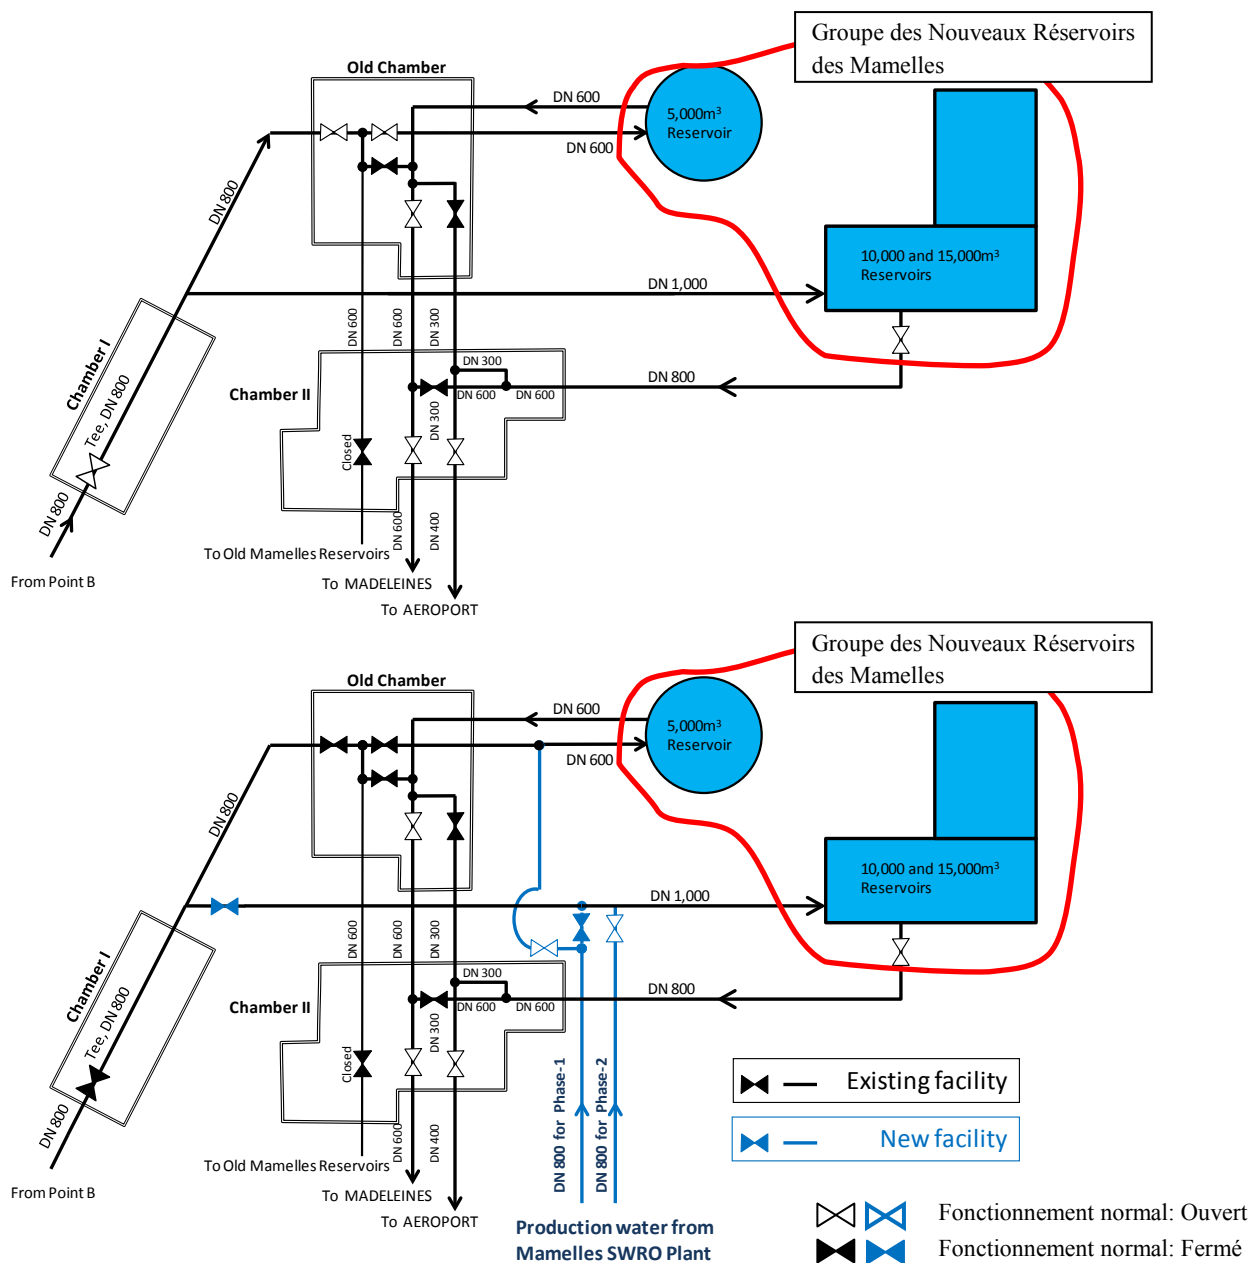 Groupe des Nouveaux Réservoirs
des Mamelles
Old Chamber
DN 600
5,000m³
Reservoir
DN 600
DN 800
10,000 and 15,000m³
Reservoirs
DN 1,000
Chamber I
Tee, DN 800
DN 800
From Point B
DN 600
DN 600
DN 300
Chamber II
DN 300
DN 600
DN 600
DN 800
DN 300
Closed
DN 600
DN 400
To Old Mamelles Reservoirs
To MADELEINES
To AEROPORT
Groupe des Nouveaux Réservoirs
des Mamelles
Old Chamber
DN 600
5,000m³
Reservoir
DN 600
DN 800
10,000 and 15,000m³
Reservoirs
DN 1,000
Chamber I
Tee, DN 800
DN 800
From Point B
DN 600
DN 600
DN 300
Chamber II
DN 300
DN 600
DN 600
DN 800
DN 300
Closed
DN 600
DN 400
To Old Mamelles Reservoirs
To MADELEINES
To AEROPORT
DN 800 for Phase-1
DN 800 for Phase-2
Production water from
Mamelles SWRO Plant
Existing facility
New facility
Fonctionnement normal: Ouvert
Fonctionnement normal: Fermé